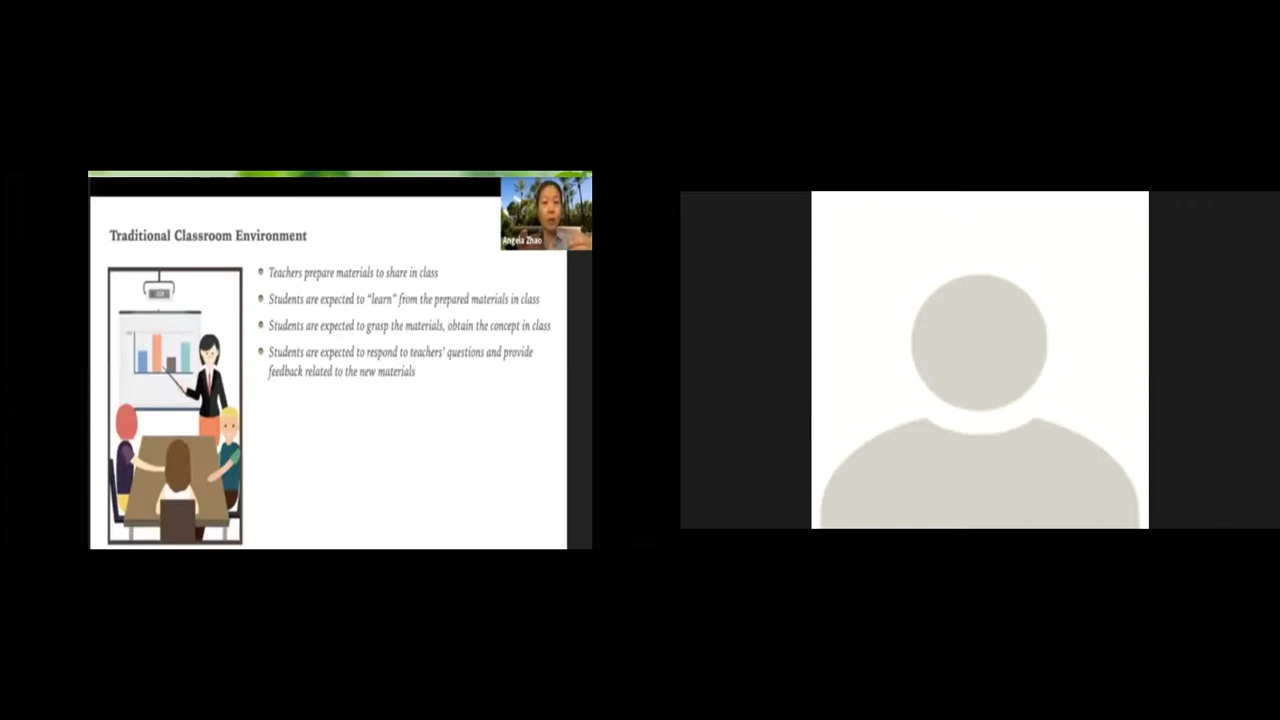 Traditional Classroom Environment
Angela Zhao
Teachers prepare materials to share in class
Students are expected to “learn” from the prepared materials in class
Students are expected to grasp the materials, obtain the concept in class
Students are expected to respond to teachers' questions and provide
feedback related to the new materials